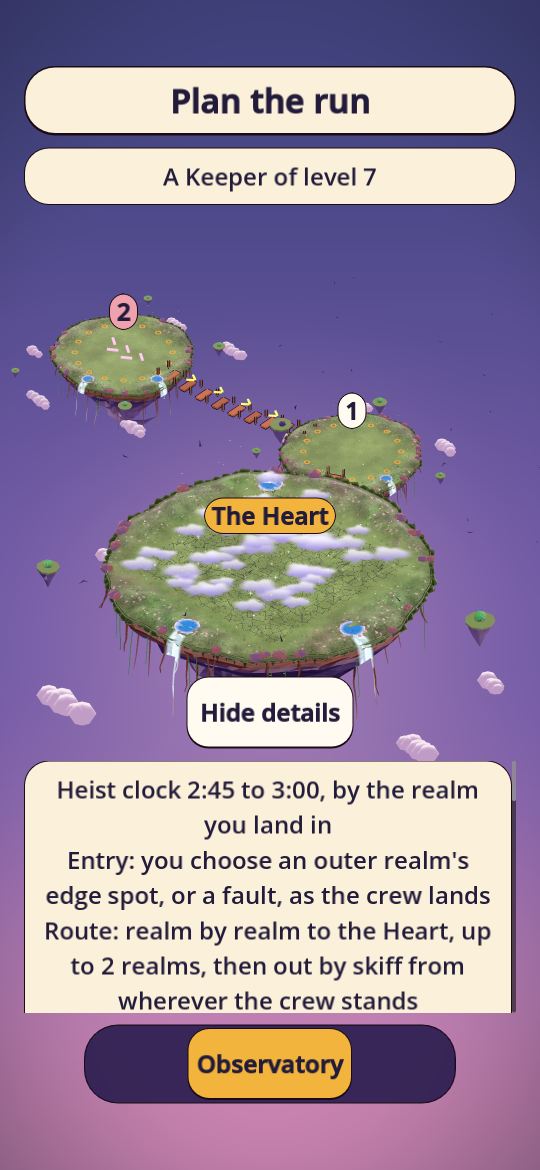 Plan the run
A Keeper of level 7
2
1
The Heart
Hide details
Heist clock 2:45 to 3:00, by the realm
you land in
Entry: you choose an outer realm's
edge spot, or a fault, as the crew lands
Route: realm by realm to the Heart, up
to 2 realms, then out by skiff from
wherever the crew stands
Observatory